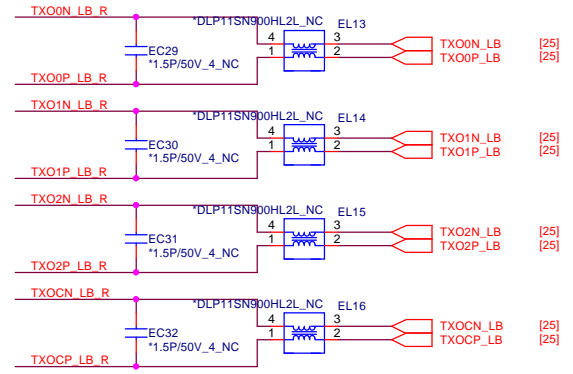 TXO0N_LB_R
*DLP11SN900HL2L_NC EL13
4 3
1 2
EC29
*1.5P/50V_4_NC
TXO0N_LB [25]
TXO0P_LB [25]
TXO0P_LB_R
TXO1N_LB_R
*DLP11SN900HL2L_NC EL14
4 3
1 2
EC30
*1.5P/50V_4_NC
TXO1N_LB [25]
TXO1P_LB [25]
TXO1P_LB_R
TXO2N_LB_R
*DLP11SN900HL2L_NC EL15
4 3
1 2
EC31
*1.5P/50V_4_NC
TXO2N_LB [25]
TXO2P_LB [25]
TXO2P_LB_R
TXOCN_LB_R
*DLP11SN900HL2L_NC EL16
4 3
1 2
EC32
*1.5P/50V_4_NC
TXOCN_LB [25]
TXOCP_LB [25]
TXOCP_LB_R